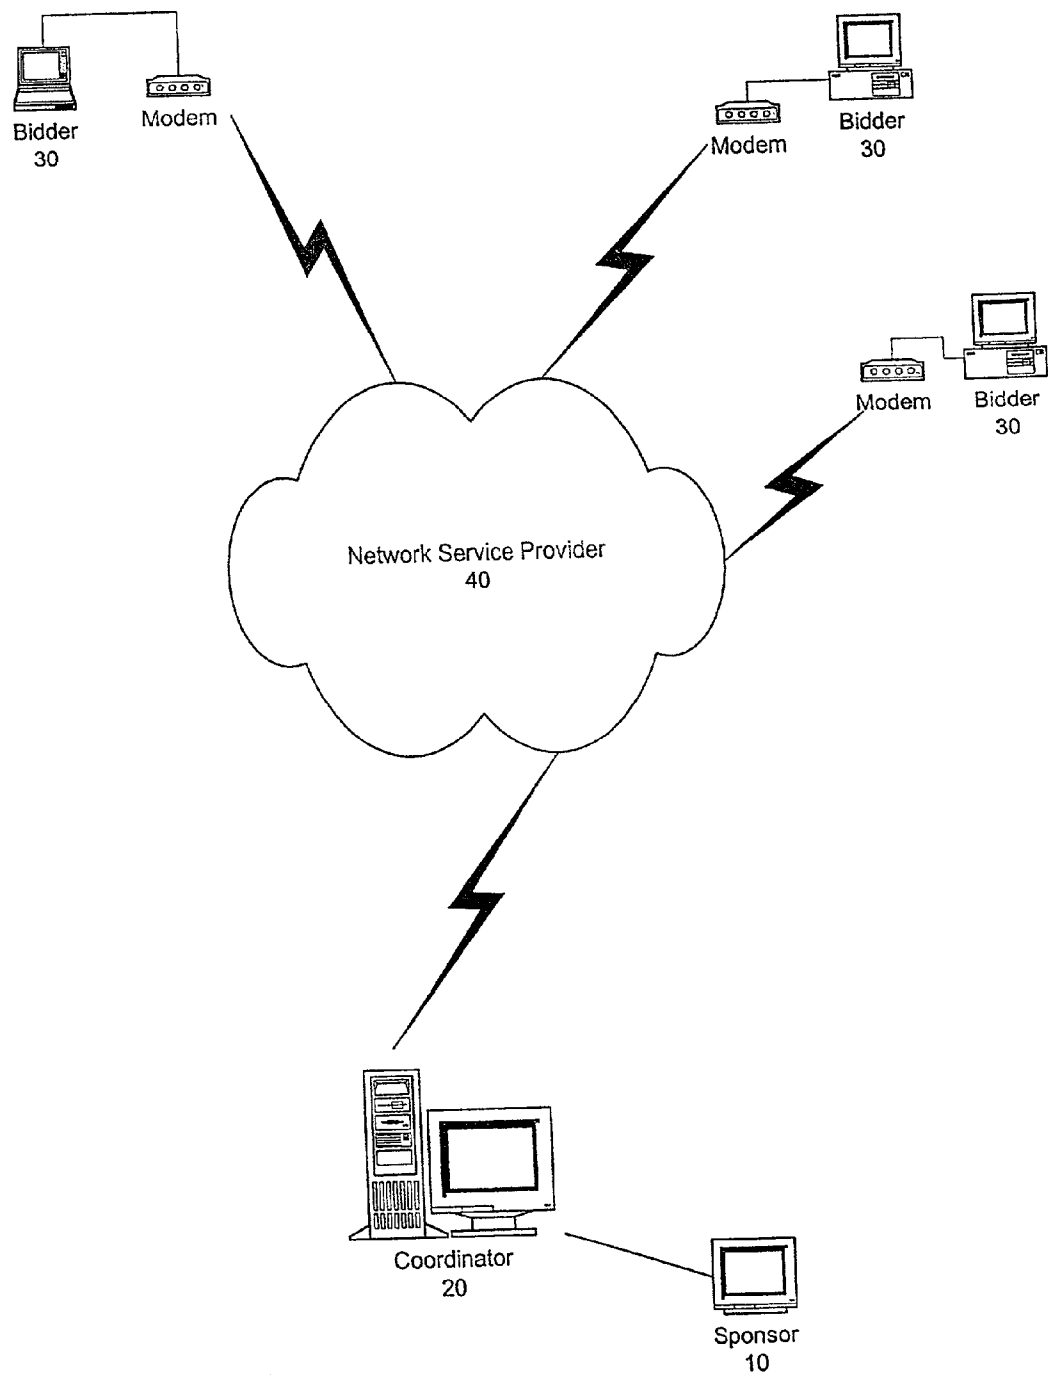 Bidder
30
Modem
Modem
Bidder
30
Modem
Bidder
30
Network Service Provider
40
Coordinator
20
Sponsor
10